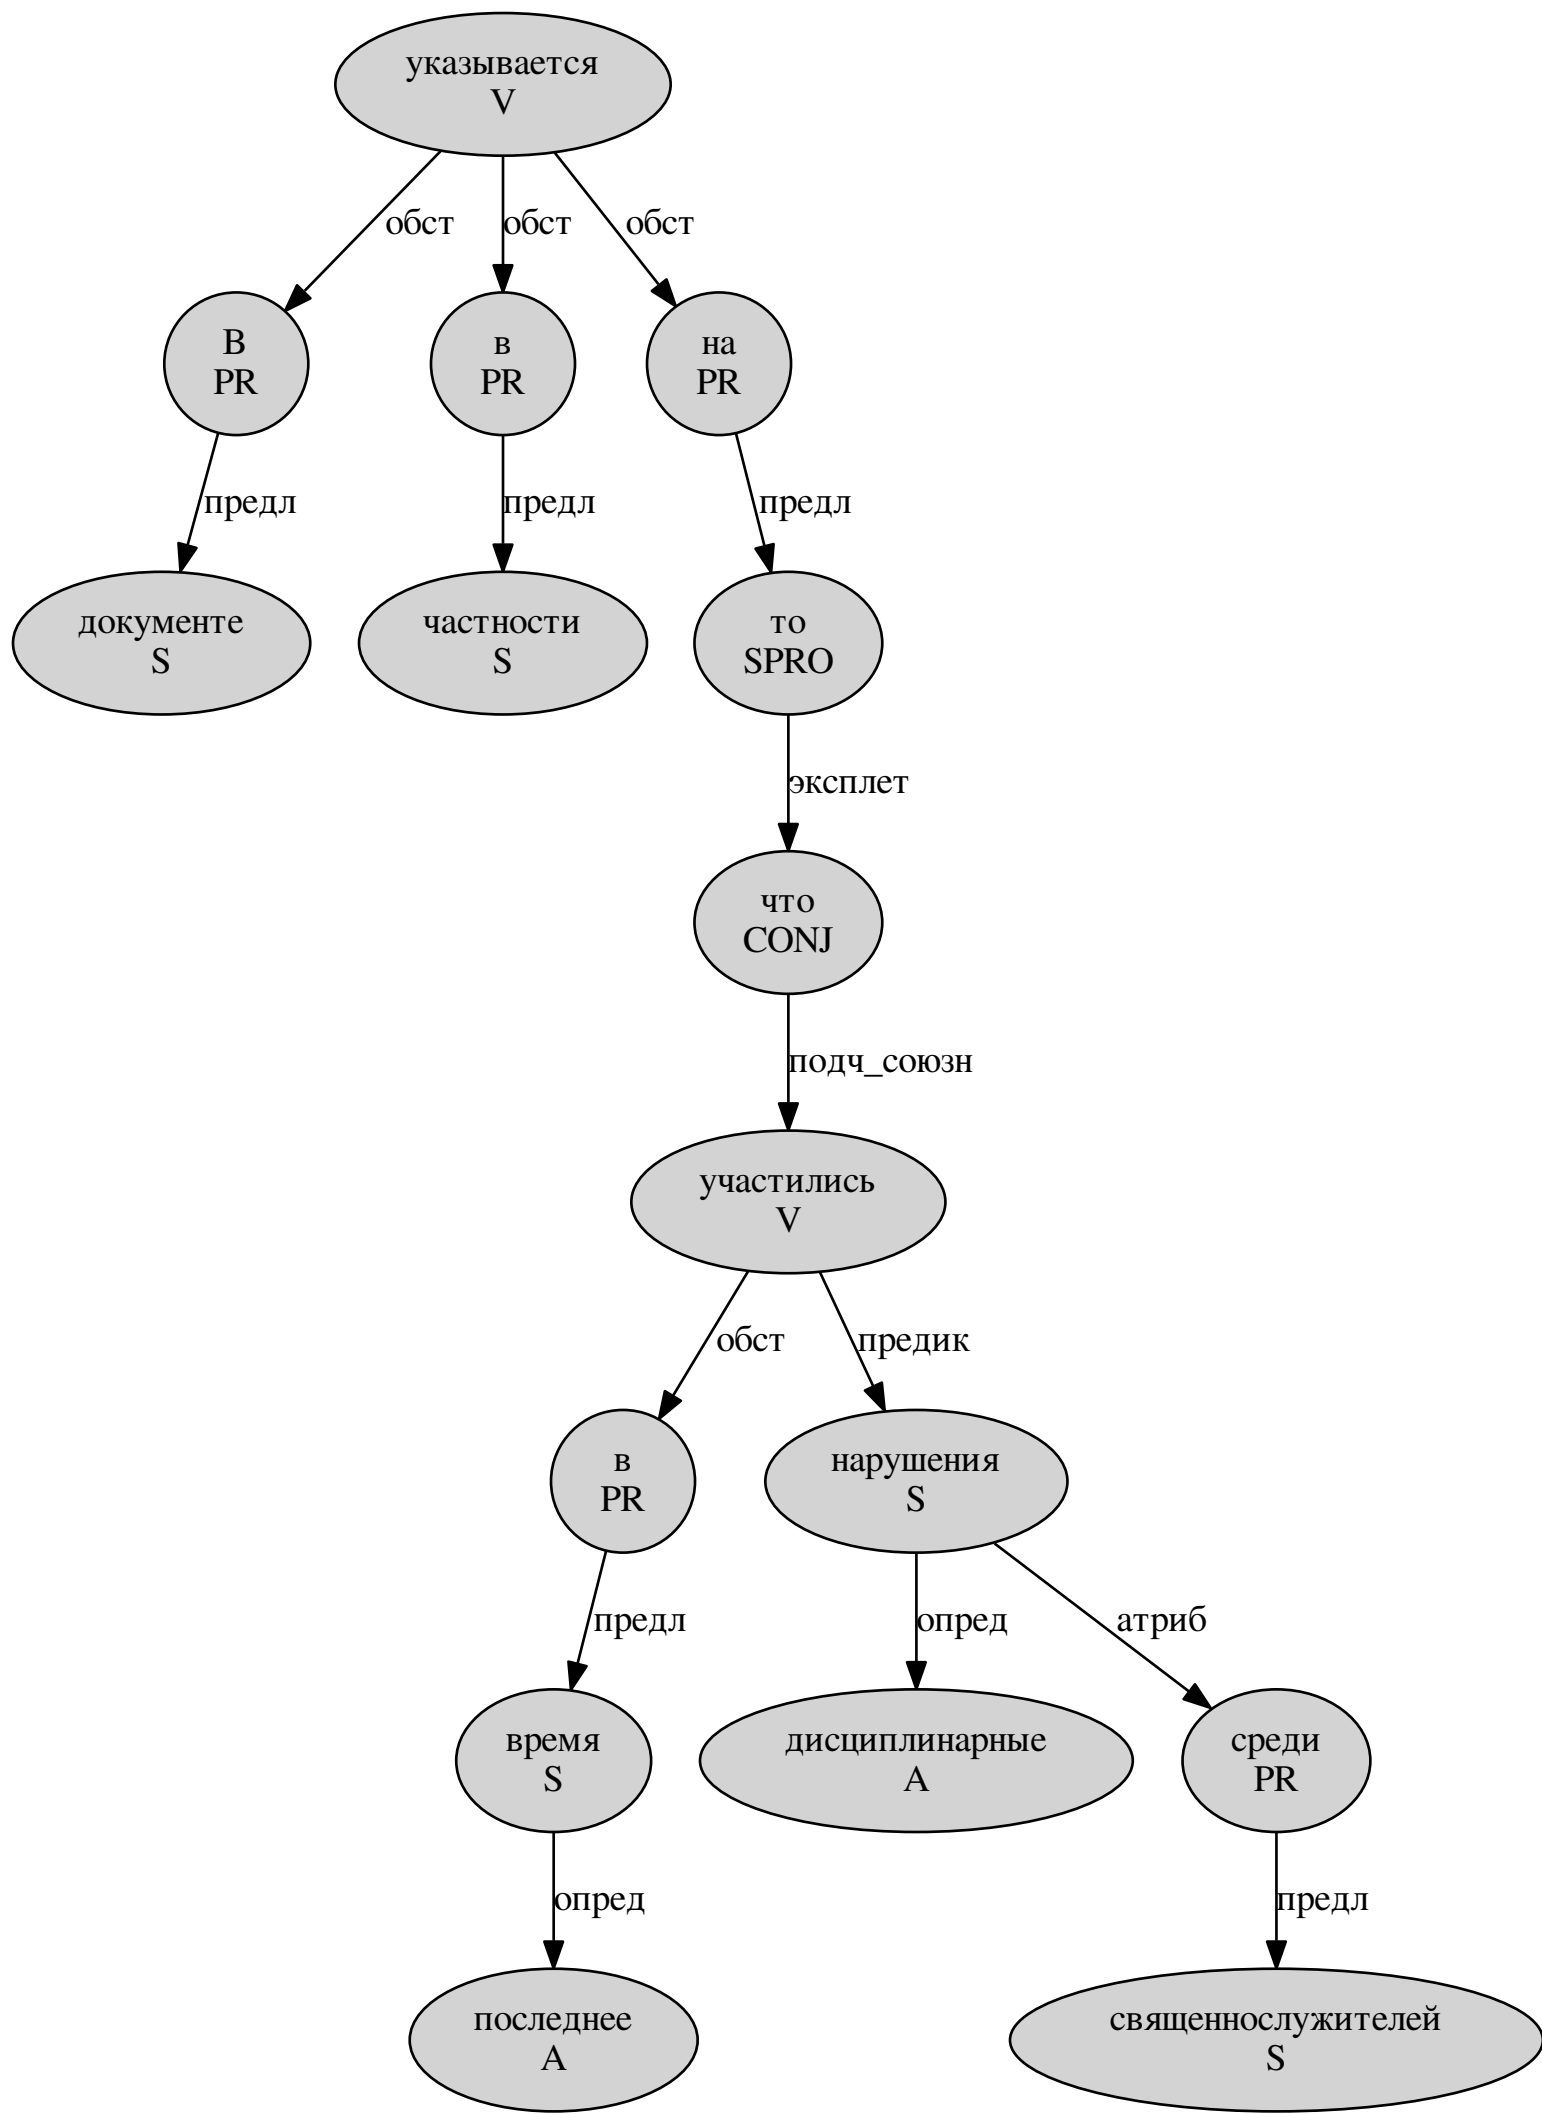 указывается
V
обст
обст
обст
В
PR
в
PR
на
PR
предл
предл
предл
документе
S
частности
S
то
SPRO
эксплет
что
CONJ
подч_союзн
участились
V
обст
предик
в
PR
нарушения
S
предл
опред
атриб
время
S
дисциплинарные
A
среди
PR
опред
предл
последнее
A
священнослужителей
S